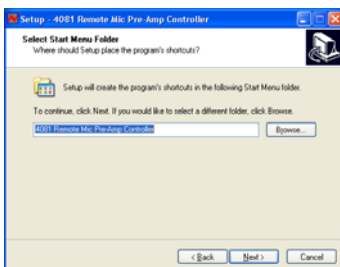 Setup - 4081 Remote Mic Pre-Amp Controller
Select Start Menu Folder
Where should Setup place the program's shortcuts?
Setup will create the program's shortcuts in the following Start Menu folder.
To continue, click Next. If you would like to select a different folder, click Browse.
4081 Remote Mic Pre-Amp Controller
Browse...
< Back
Next >
Cancel